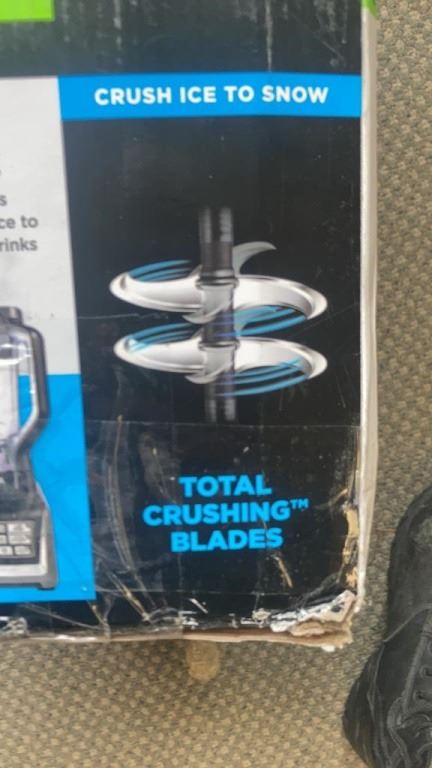 CRUSH ICE TO SNOW
s
ce to
rinks
TOTAL
CRUSHING™
BLADES